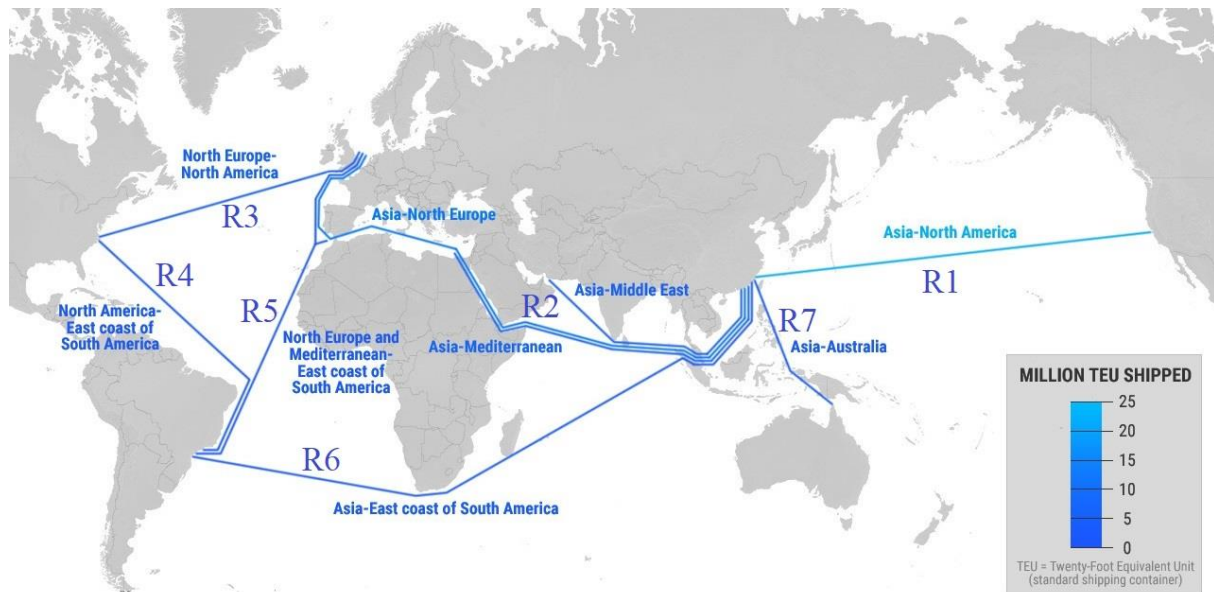 North Europe-
North America
R3
Asia-North Europe
Asia-North America
R1
R4
R5
R2
Asia-Middle East
R7
North America-
East coast of
South America
North Europe and
Mediterranean-
East coast of
South America
Asia-Mediterranean
Asia-Australia
R6
Asia-East coast of South America
MILLION TEU SHIPPED
25
20
15
10
5
0
TEU = Twenty-Foot Equivalent Unit
(standard shipping container)